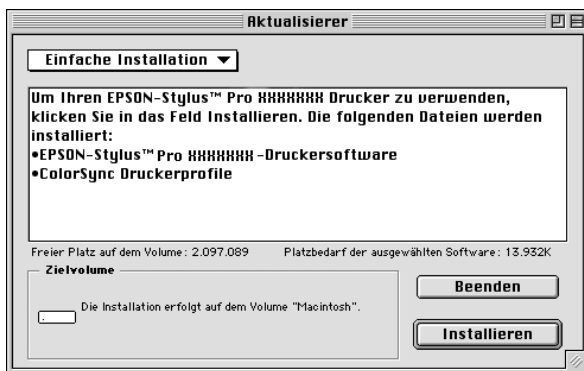 Aktualisierer
Einfache Installation
Um Ihren EPSON-Stylus™ Pro XXXXXXX Drucker zu verwenden,
klicken Sie in das Feld Installieren. Die folgenden Dateien werden
installiert:
•EPSON-Stylus™ Pro XXXXXXX -Druckersoftware
•ColorSync Druckerprofile
Freier Platz auf dem Volume: 2.097.089 Platzbedarf der ausgewählten Software: 13.932K
Zielvolume
Die Installation erfolgt auf dem Volume "Macintosh".
Beenden
Installieren